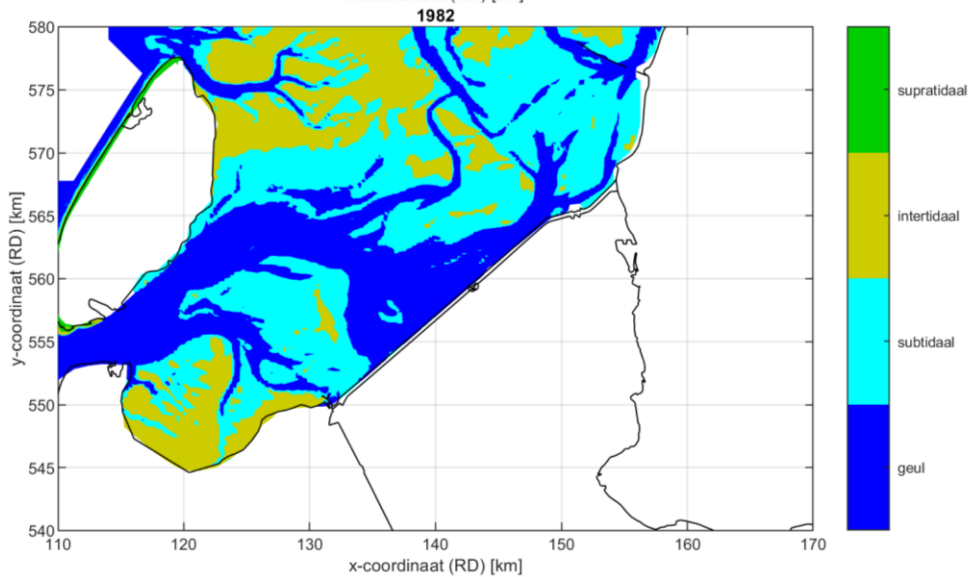 1982
580
575
570
565
560
555
550
545
540
y-coordinaat (RD) [km]
110
120
130
140
150
160
170
x-coordinaat (RD) [km]
supratidaal
intertidaal
subtidaal
geul